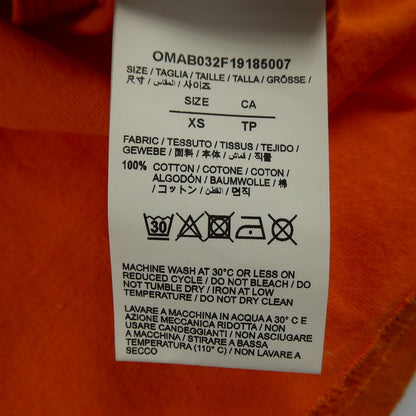 OMAB032F19185007
SIZE / TAGLIA / TAILLE / TALLA / GRÖSSE /
尺寸 / المقاس / 사이즈
SIZE CA
XS TP
FABRIC / TESSUTO / TISSUS / TEJIDO /
GEWEBE / 面料 / 本体 / قماش / 직물
100% COTTON / COTONE / COTON /
ALGODÓN / BAUMWOLLE / 棉
/ コットン / القطن / 면직
30
MACHINE WASH AT 30°C OR LESS ON
REDUCED CYCLE / DO NOT BLEACH / DO
NOT TUMBLE DRY / IRON AT LOW
TEMPERATURE / DO NOT DRY CLEAN
LAVARE A MACCHINA IN ACQUA A 30° C E
AZIONE MECCANICA RIDOTTA / NON
USARE CANDEGGIANTI / NON ASCIUGARE
A MACCHINA / STIRARE A BASSA
TEMPERATURA (110° C) / NON LAVARE A
SECCO